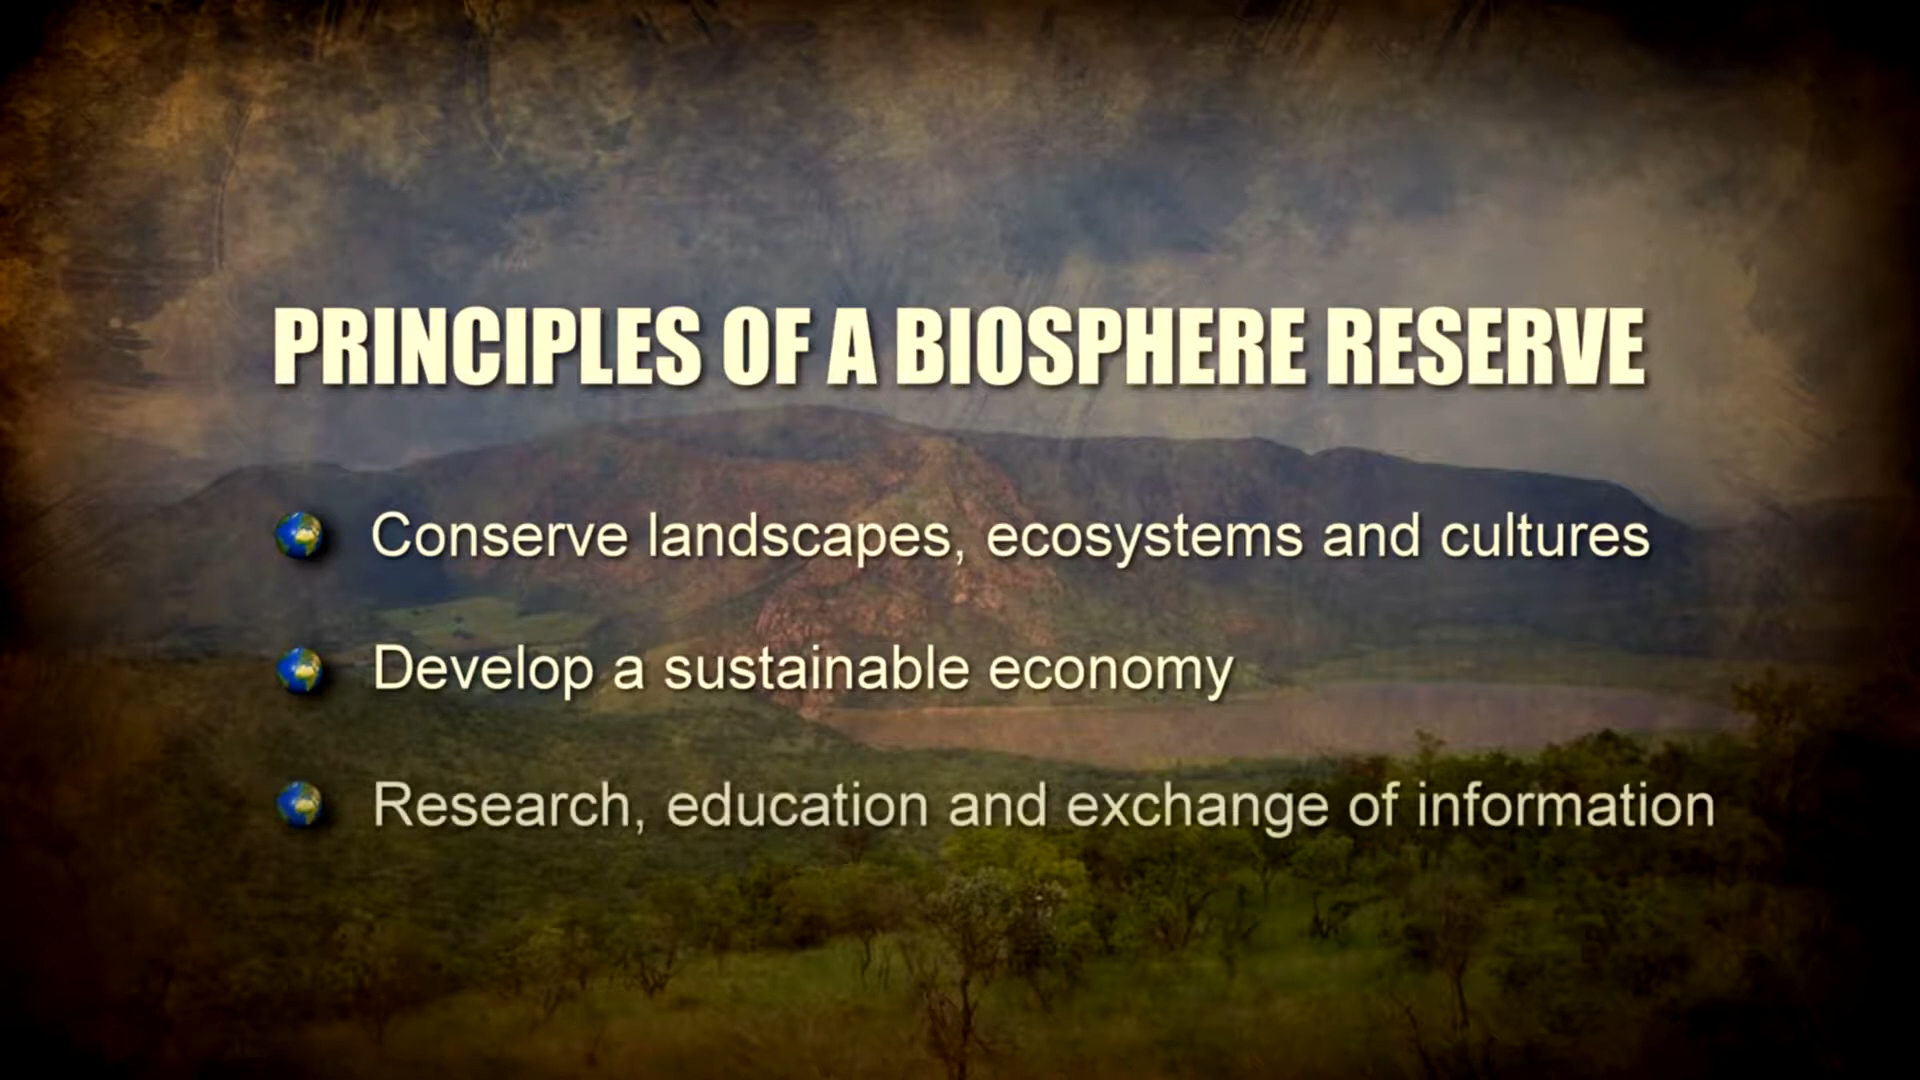 PRINCIPLES OF A BIOSPHERE RESERVE
Conserve landscapes, ecosystems and cultures
Develop a sustainable economy
Research, education and exchange of information